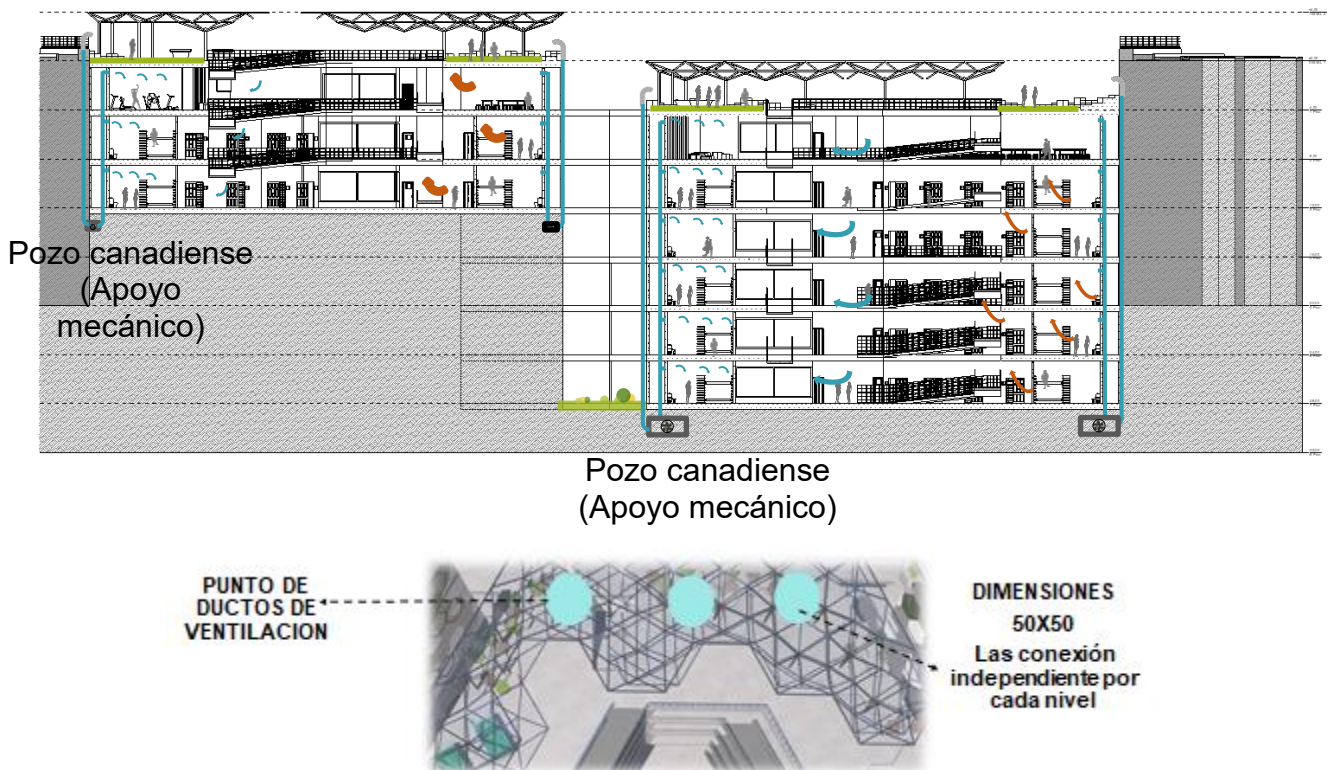 Pozo canadiense
(Apoyo
mecánico)
Pozo canadiense
(Apoyo mecánico)
PUNTO DE
DUCTOS DE
VENTILACION
DIMENSIONES
50X50
Las conexión
independiente por
cada nivel